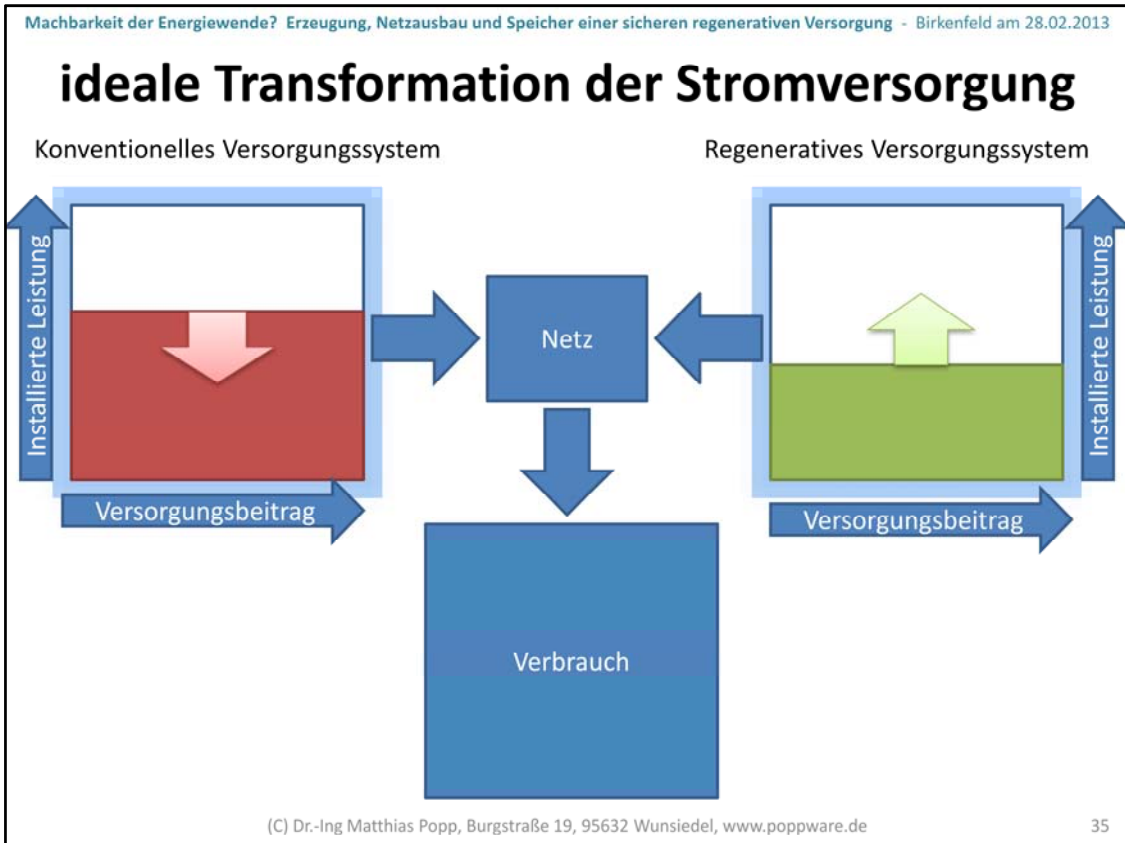 Machbarkeit der Energiewende? Erzeugung, Netzausbau und Speicher einer sicheren regenerativen Versorgung - Birkenfeld am 28.02.2013
ideale Transformation der Stromversorgung
Konventionelles Versorgungssystem
Regeneratives Versorgungssystem
Installierte Leistung
Netz
Installierte Leistung
Versorgungsbeitrag
Versorgungsbeitrag
Verbrauch
(C) Dr.-Ing Matthias Popp, Burgstraße 19, 95632 Wunsiedel, www.poppware.de
35